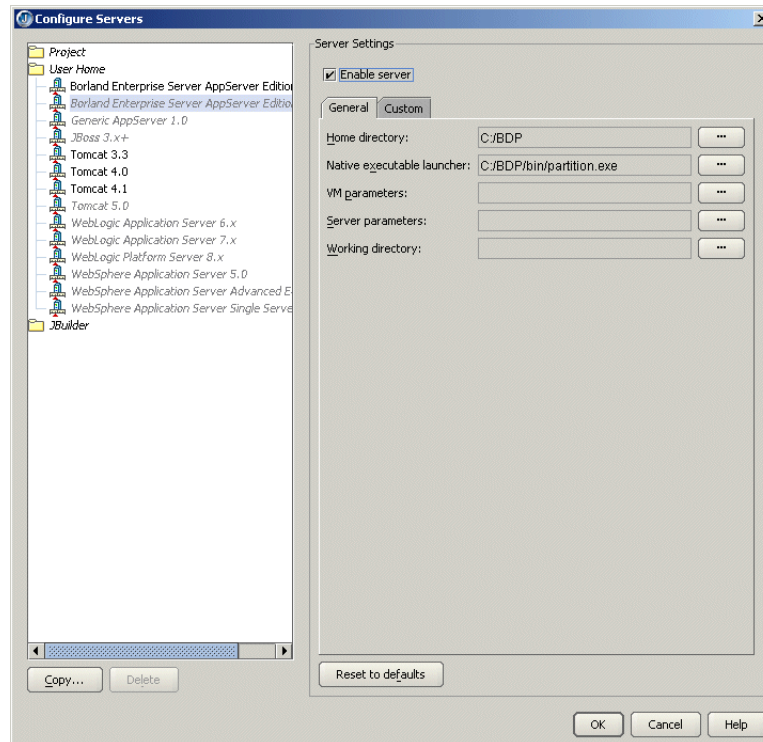 Configure Servers
Project
User Home
Borland Enterprise Server AppServer Edition
Borland Enterprise Server AppServer Editio
Generic AppServer 1.0
JBoss 3.x+
Tomcat 3.3
Tomcat 4.0
Tomcat 4.1
Tomcat 5.0
WebLogic Application Server 6.x
WebLogic Application Server 7.x
WebLogic Platform Server 8.x
WebSphere Application Server 5.0
WebSphere Application Server Advanced E
WebSphere Application Server Single Serve
JBuilder
Copy...
Delete
Server Settings
Enable server
General
Custom
Home directory:
C:/BDP
...
Native executable launcher:
C:/BDP/bin/partition.exe
...
VM parameters:
...
Server parameters:
...
Working directory:
...
Reset to defaults
OK
Cancel
Help